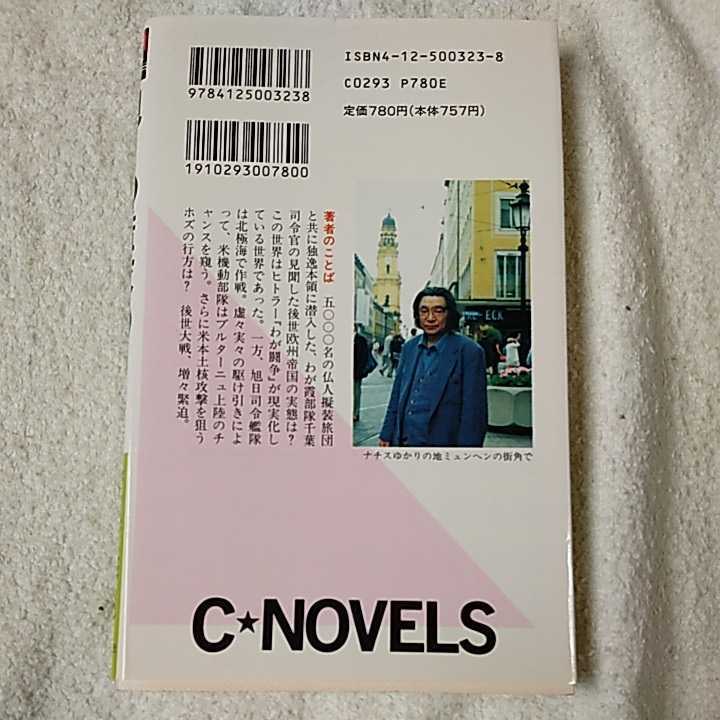 9784125003238
1910293007800
ISBN4-12-500323-8
C0293 P780E
定価780円(本体757円)
著者のことば 五〇〇〇名の仏人擬装旅団
と共に独逸本領に潜入した、わが霞部隊千葉
司令官の見聞した後世欧州帝国の実態は?
この世界はヒトラー『わが闘争』が現実化し
ている世界であった。一方、旭日司令艦隊
は北極海で作戦。虚々実々の駆け引きによ
って、米機動部隊はブルターニュ上陸のチ
ャンスを窺う。さらに米本土核攻撃を狙う
ホズの行方は? 後世大戦、増々緊迫。
ECK
ナチスゆかりの地ミュンヘンの街角で
C★NOVELS